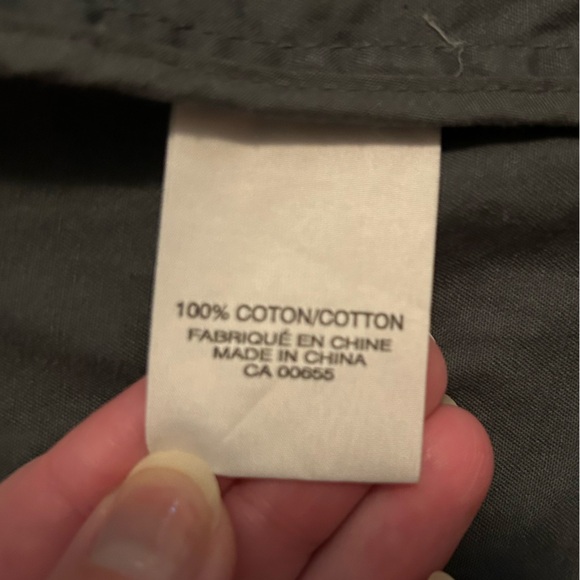 100% COTON/COTTON
FABRIQUÉ EN CHINE
MADE IN CHINA
CA 00655